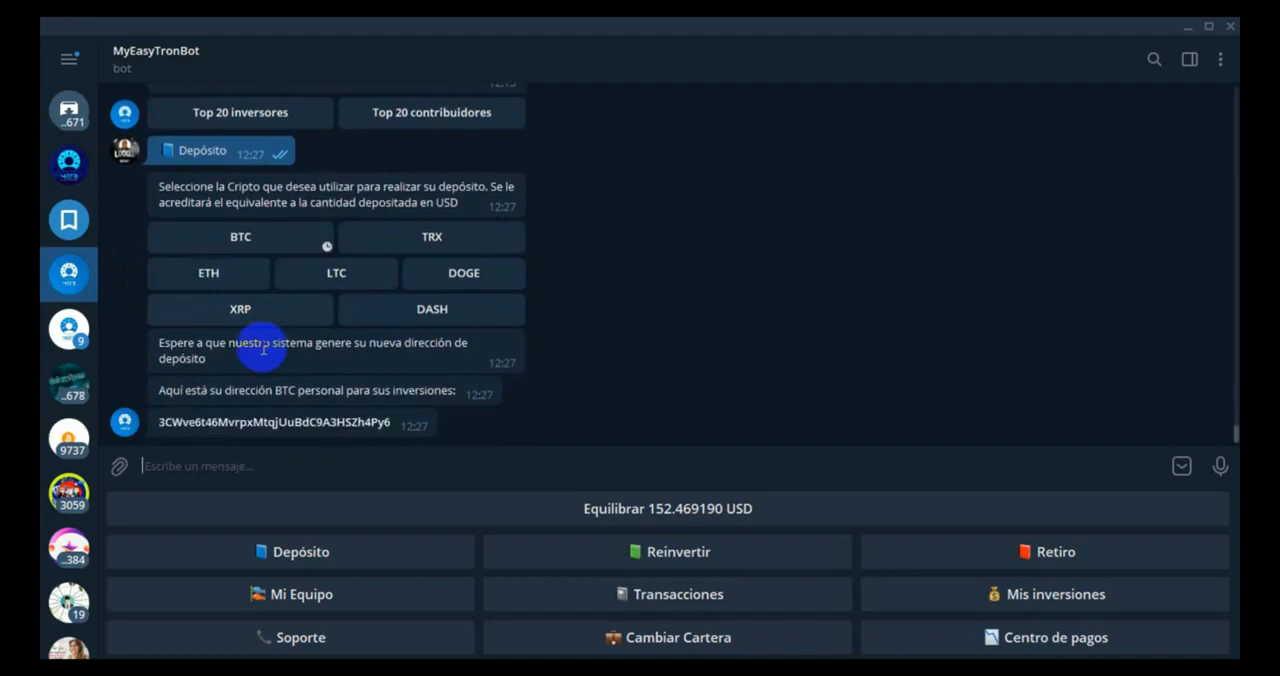 MyEasyTronBot
bot
..671
Top 20 inversores
Top 20 contribuidores
Depósito 12:27
Seleccione la Cripto que desea utilizar para realizar su depósito. Se le
acreditará el equivalente a la cantidad depositada en USD 12:27
BTC
TRX
ETH
LTC
DOGE
XRP
DASH
9
Espere a que nuestro sistema genere su nueva dirección de
depósito 12:27
..678
Aquí está su dirección BTC personal para sus inversiones: 12:27
3CWve6t46MvrpxMtqjUuBdC9A3HSZh4Py6 12:27
9737
Escribe un mensaje...
3059
Equilibrar 152.469190 USD
..384
Depósito
Reinvertir
Retiro
19
Mi Equipo
Transacciones
Mis inversiones
Soporte
Cambiar Cartera
Centro de pagos